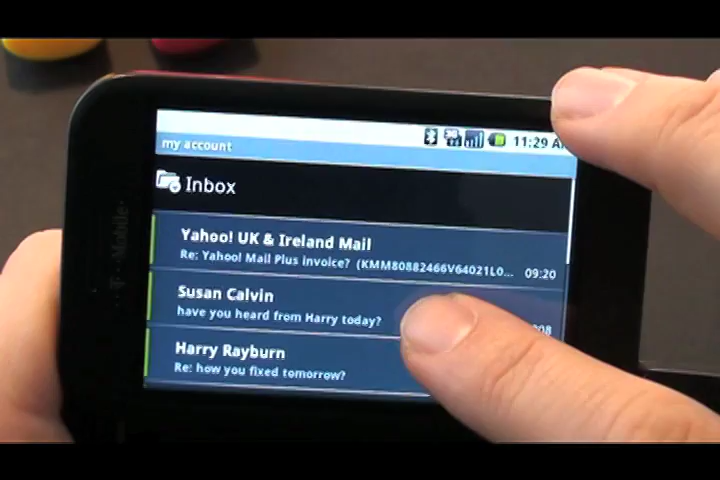 11:29 A
my account
Inbox
Yahoo! UK & Ireland Mail
Re: Yahoo! Mail Plus invoice? (KMM80882466V64021L0...
09:20
Susan Calvin
have you heard from Harry today?
Harry Rayburn
Re: how you fixed tomorrow?
T-Mobile